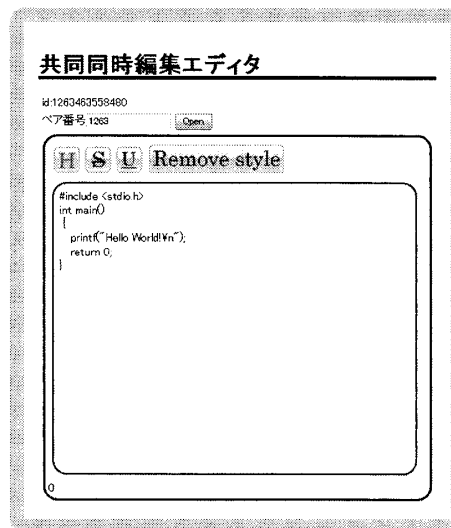 共同同時編集エディタ
id:1263463558480
ペア番号 1263 Open
H S U Remove style
#include <stdio.h>
int main()
{
printf("Hello World!¥n");
return 0;
}
0